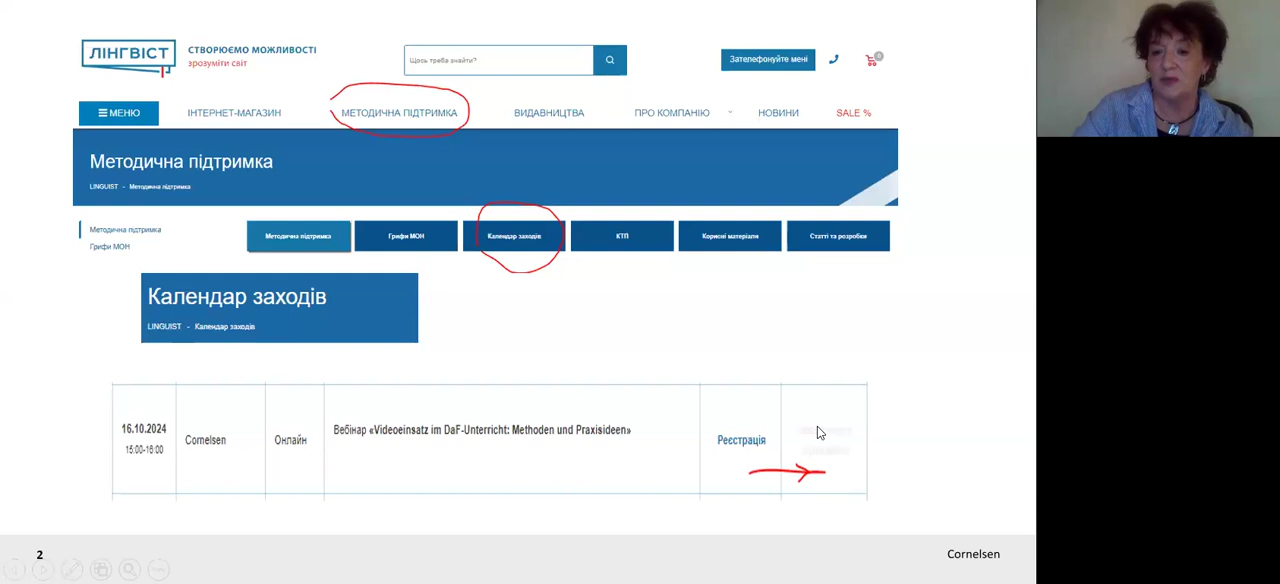 ЛІНГВІСТ
СТВОРЮЄМО МОЖЛИВОСТІ
зрозуміти світ
Щось треба знайти?
Зателефонуйте мені
0
МЕНЮ
ІНТЕРНЕТ-МАГАЗИН
МЕТОДИЧНА ПІДТРИМКА
ВИДАВНИЦТВА
ПРО КОМПАНІЮ
НОВИНИ
SALE %
Методична підтримка
LINGUIST - Методична підтримка
Методична підтримка
Грифи МОН
Методична підтримка
Грифи МОН
Календар заходів
КТП
Корисні матеріали
Статті та розробки
Календар заходів
LINGUIST - Календар заходів
16.10.2024
15:00-16:00
Cornelsen
Онлайн
Вебінар «Videoeinsatz im DaF-Unterricht: Methoden und Praxisideen»
Реєстрація
2
Cornelsen